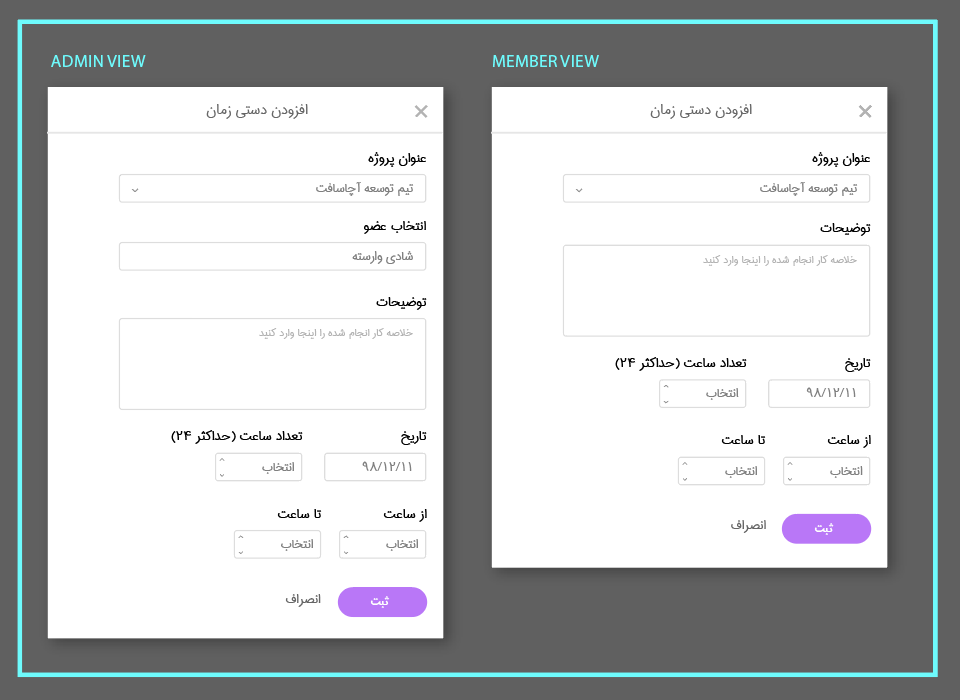 ADMIN VIEW
افزودن دستی زمان
عنوان پروژه
تیم توسعه آچاسافت
انتخاب عضو
شادی وارسته
توضیحات
خلاصه کار انجام شده را اینجا وارد کنید
تاریخ تعداد ساعت (حداکثر ۲۴)
۹۸/۱۲/۱۱ انتخاب
از ساعت تا ساعت
انتخاب انتخاب
ثبت انصراف
MEMBER VIEW
افزودن دستی زمان
عنوان پروژه
تیم توسعه آچاسافت
توضیحات
خلاصه کار انجام شده را اینجا وارد کنید
تاریخ تعداد ساعت (حداکثر ۲۴)
۹۸/۱۲/۱۱ انتخاب
از ساعت تا ساعت
انتخاب انتخاب
ثبت انصراف